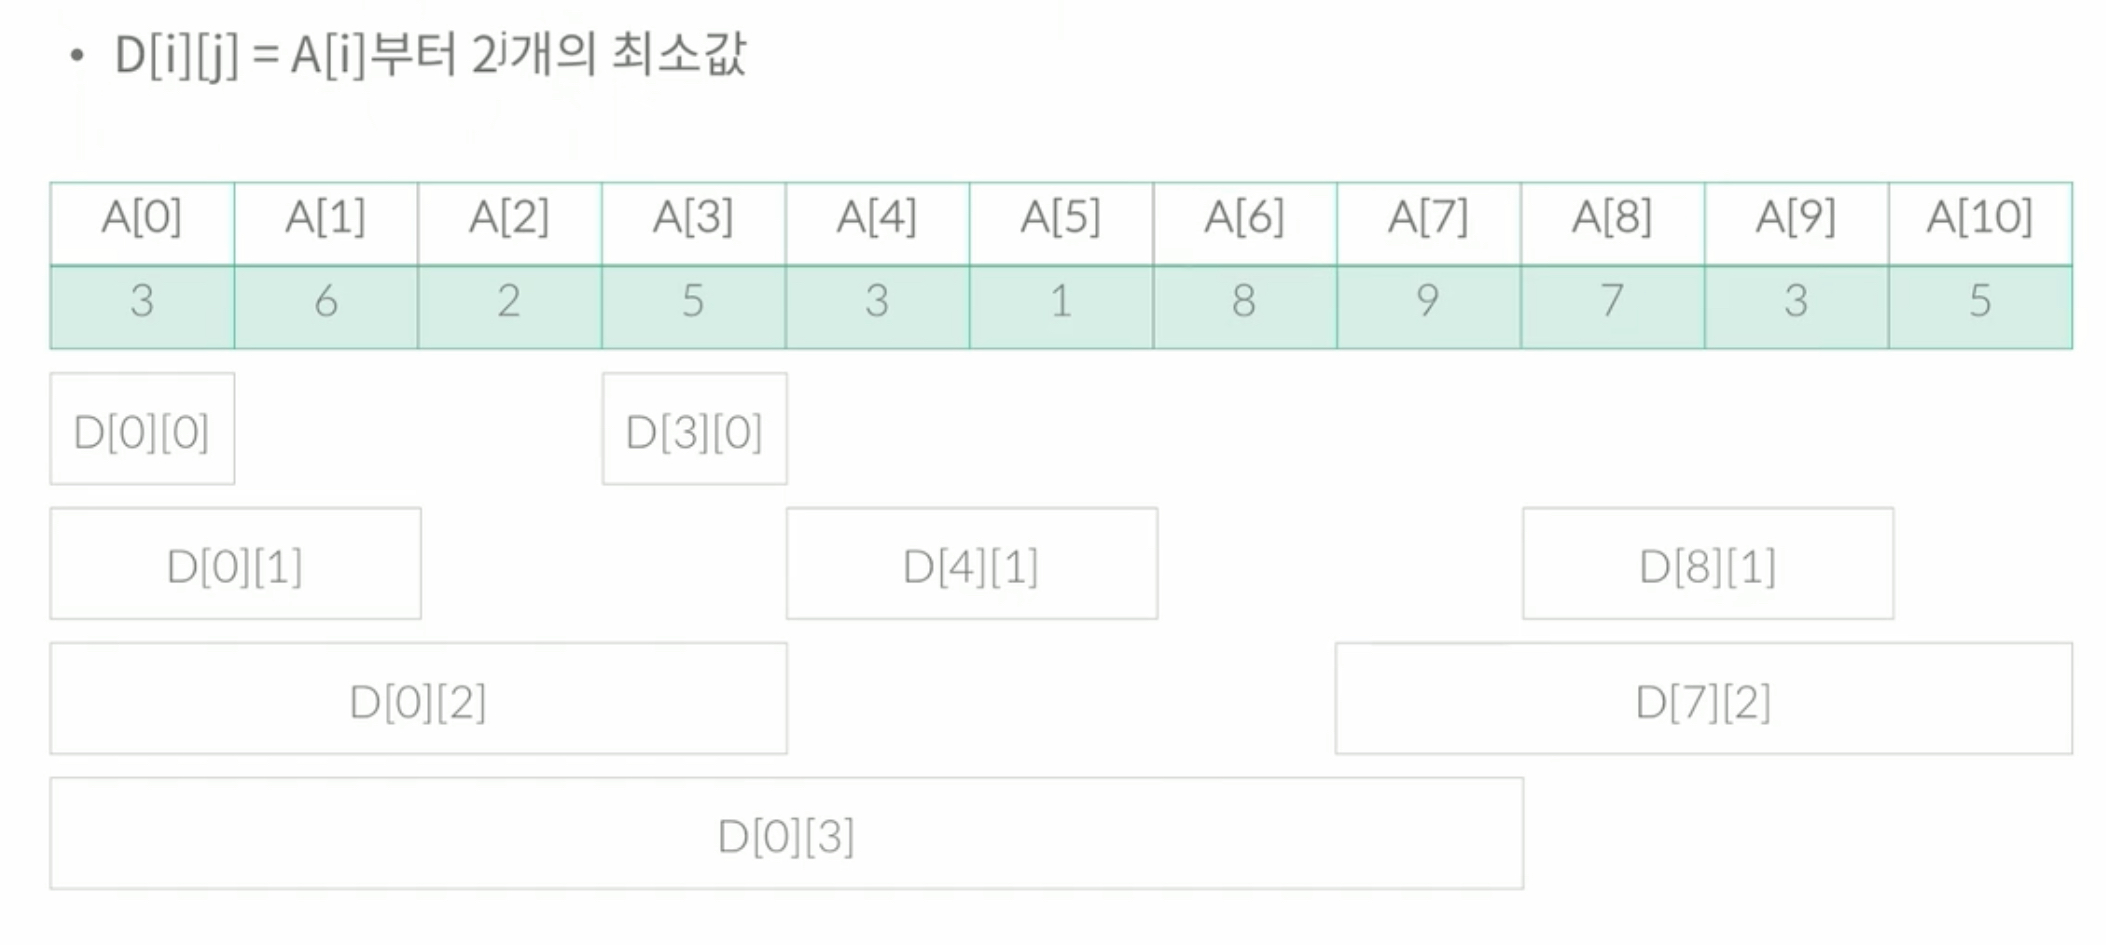 • D[i][j] = A[i]부터 2ʲ개의 최소값
A[0] A[1] A[2] A[3] A[4] A[5] A[6] A[7] A[8] A[9] A[10]
3 6 2 5 3 1 8 9 7 3 5
D[0][0] D[3][0]
D[0][1] D[4][1] D[8][1]
D[0][2] D[7][2]
D[0][3]